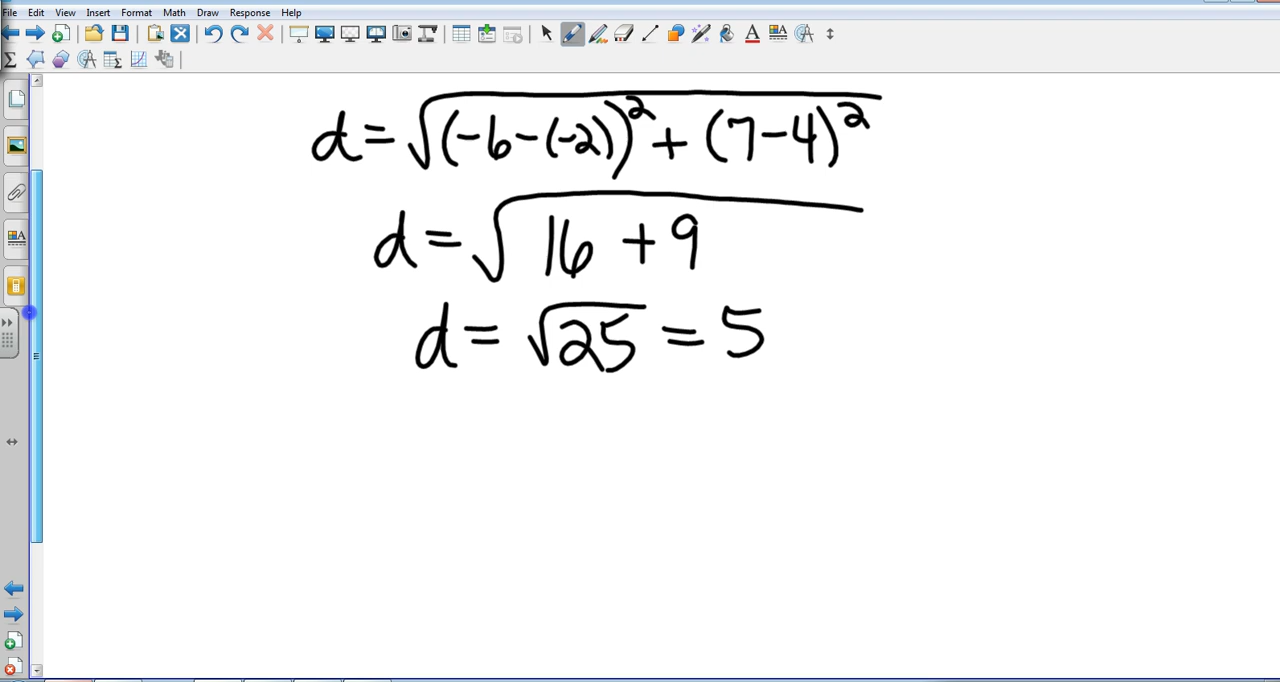 File Edit View Insert Format Math Draw Response Help
d=√(-6-(-2))²+(7-4)²
d=√16+9
d=√25=5